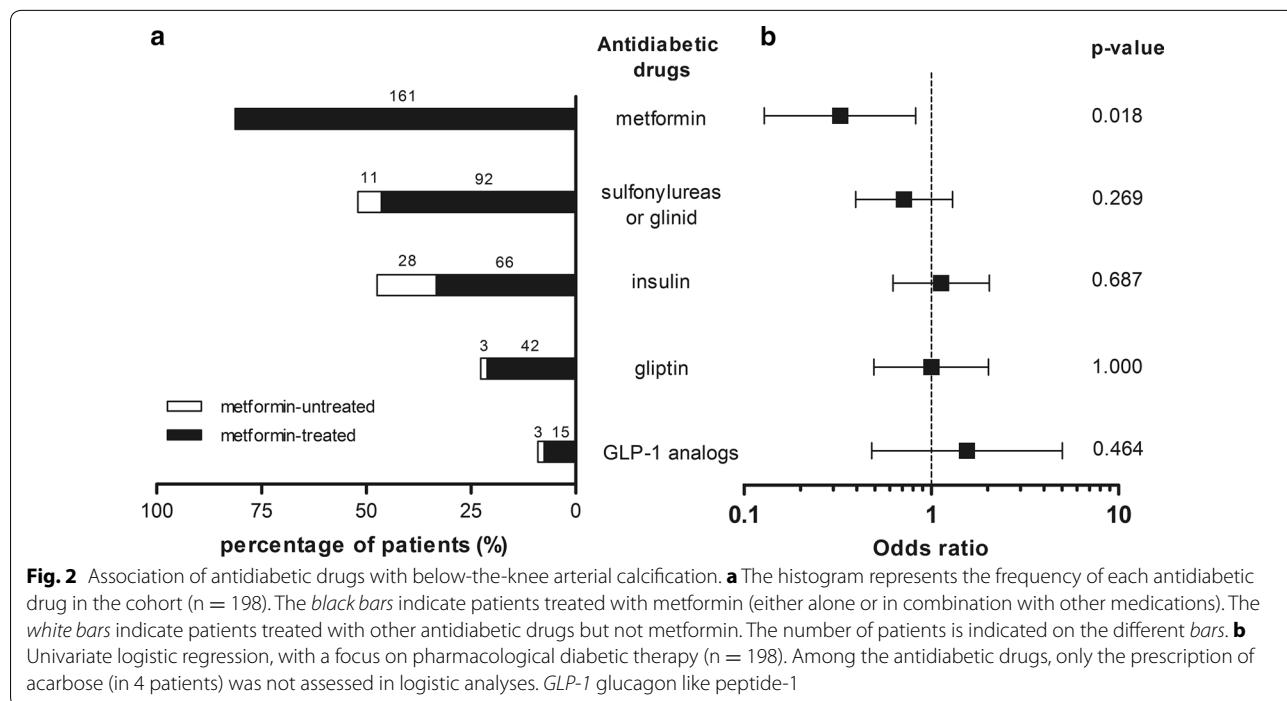 a
b
Antidiabetic
drugs
p-value
161
metformin
0.018
11
92
sulfonylureas
or glinid
0.269
28
66
insulin
0.687
3
42
gliptin
1.000
metformin-untreated
metformin-treated
3
15
GLP-1 analogs
0.464
100
75
50
25
0
0.1
1
10
percentage of patients (%)
Odds ratio
Fig. 2 Association of antidiabetic drugs with below-the-knee arterial calcification. a The histogram represents the frequency of each antidiabetic
drug in the cohort (n = 198). The black bars indicate patients treated with metformin (either alone or in combination with other medications). The
white bars indicate patients treated with other antidiabetic drugs but not metformin. The number of patients is indicated on the different bars. b
Univariate logistic regression, with a focus on pharmacological diabetic therapy (n = 198). Among the antidiabetic drugs, only the prescription of
acarbose (in 4 patients) was not assessed in logistic analyses. GLP-1 glucagon like peptide-1